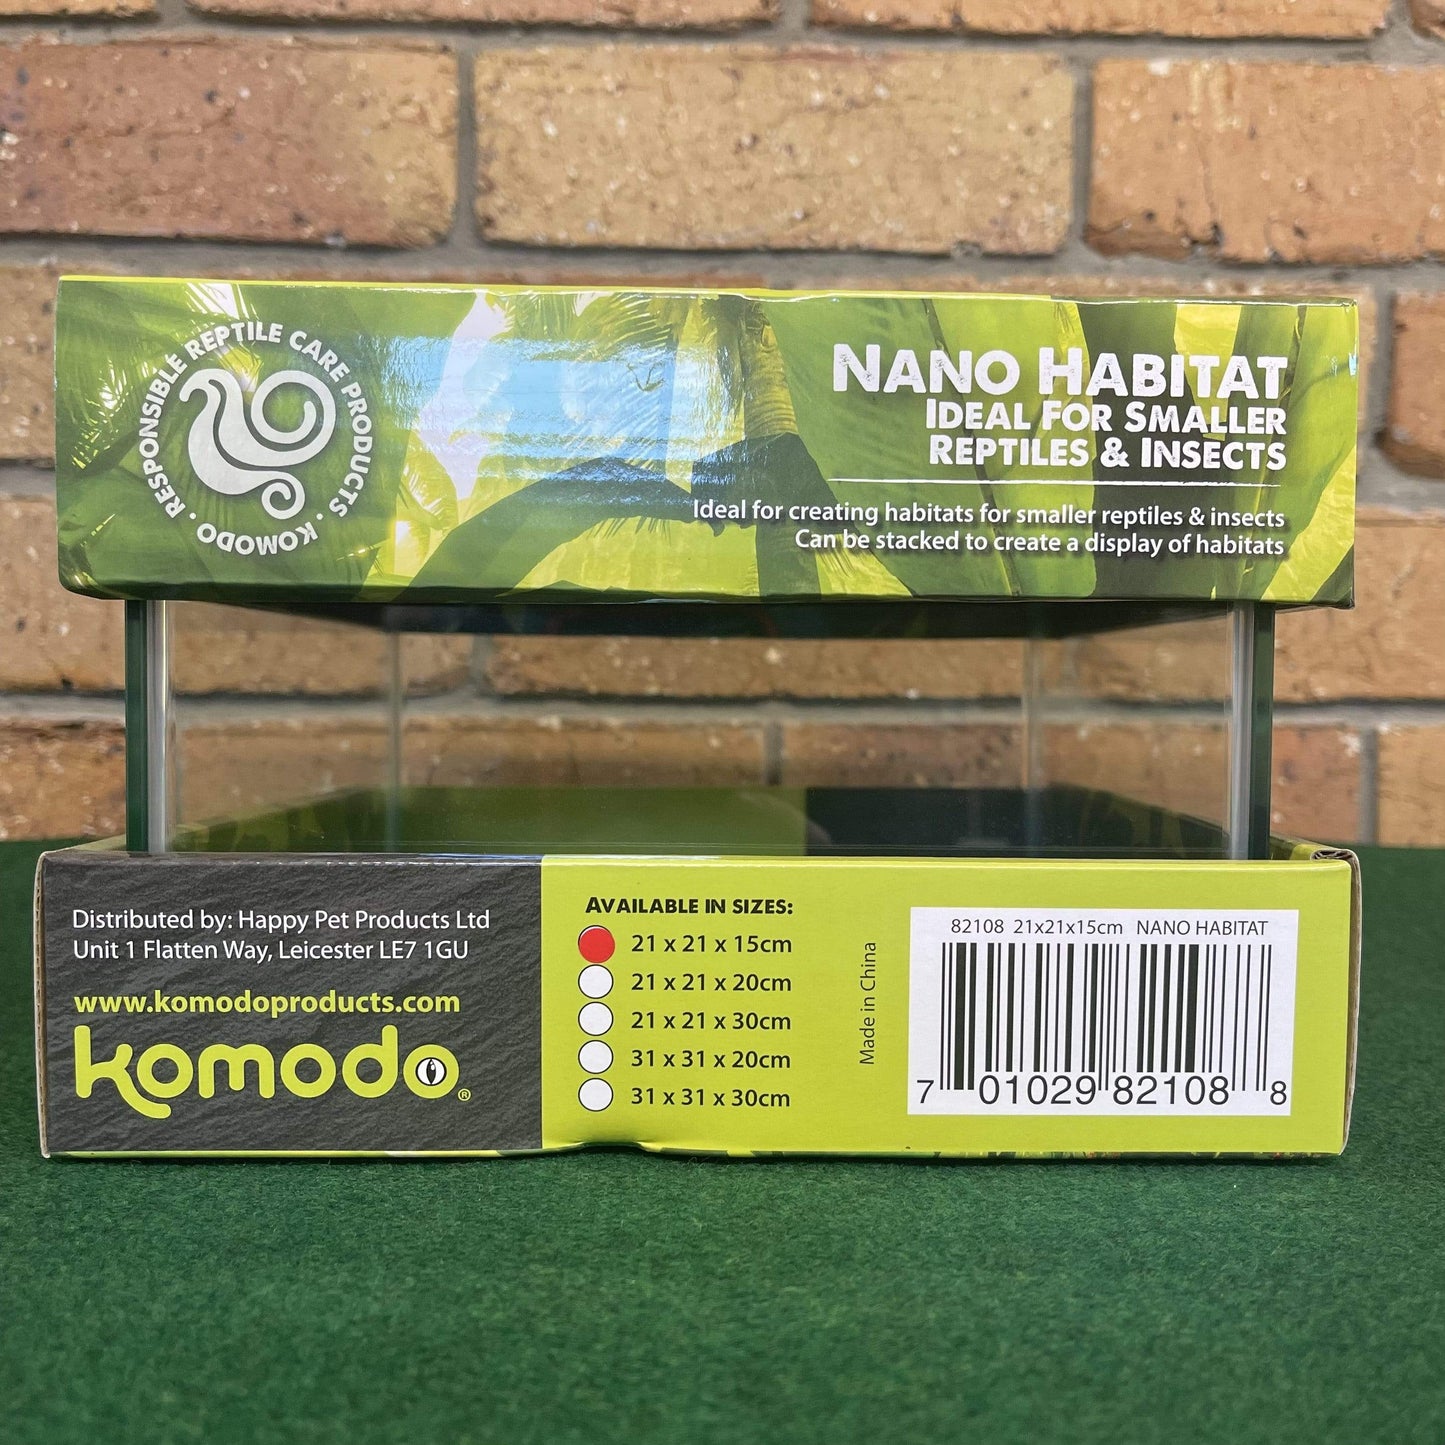 KOMODO · RESPONSIBLE REPTILE CARE PRODUCTS ·
NANO HABITAT
IDEAL FOR SMALLER
REPTILES & INSECTS
Ideal for creating habitats for smaller reptiles & insects
Can be stacked to create a display of habitats
Distributed by: Happy Pet Products Ltd
Unit 1 Flatten Way, Leicester LE7 1GU
www.komodoproducts.com
komodo®
AVAILABLE IN SIZES:
21 x 21 x 15cm
21 x 21 x 20cm
21 x 21 x 30cm
31 x 31 x 20cm
31 x 31 x 30cm
Made in China
82108 21x21x15cm NANO HABITAT
7 01029 82108 8